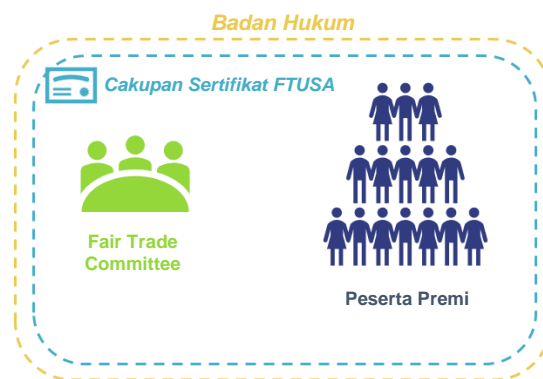 Badan Hukum
Cakupan Sertifikat FTUSA
Fair Trade
Committee
Peserta Premi